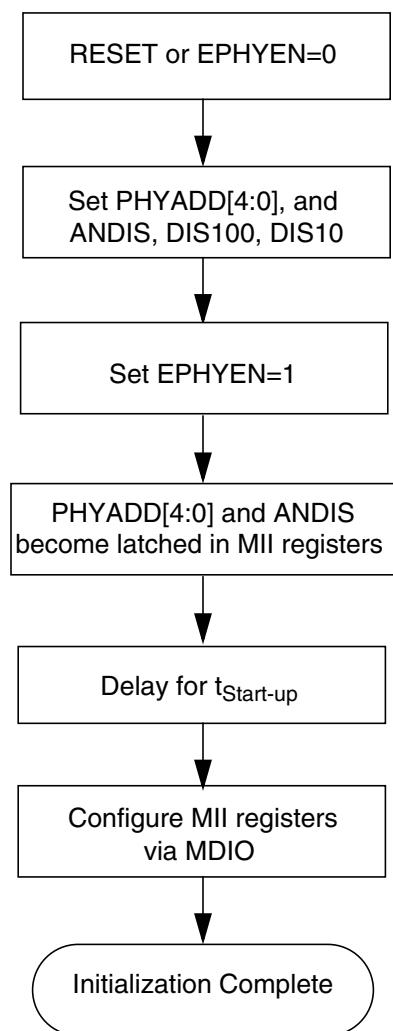 RESET or EPHYEN=0
Set PHYADD[4:0], and
ANDIS, DIS100, DIS10
Set EPHYEN=1
PHYADD[4:0] and ANDIS
become latched in MII registers
Delay for tStart-up
Configure MII registers
via MDIO
Initialization Complete